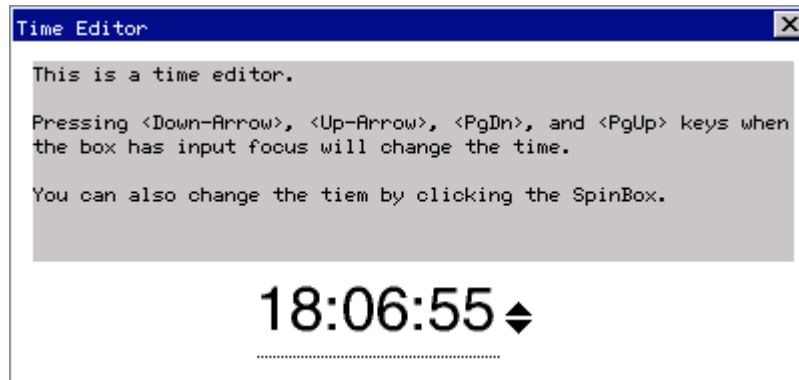 Time Editor
This is a time editor.
Pressing <Down-Arrow>, <Up-Arrow>, <PgDn>, and <PgUp> keys when
the box has input focus will change the time.
You can also change the tiem by clicking the SpinBox.
18:06:55